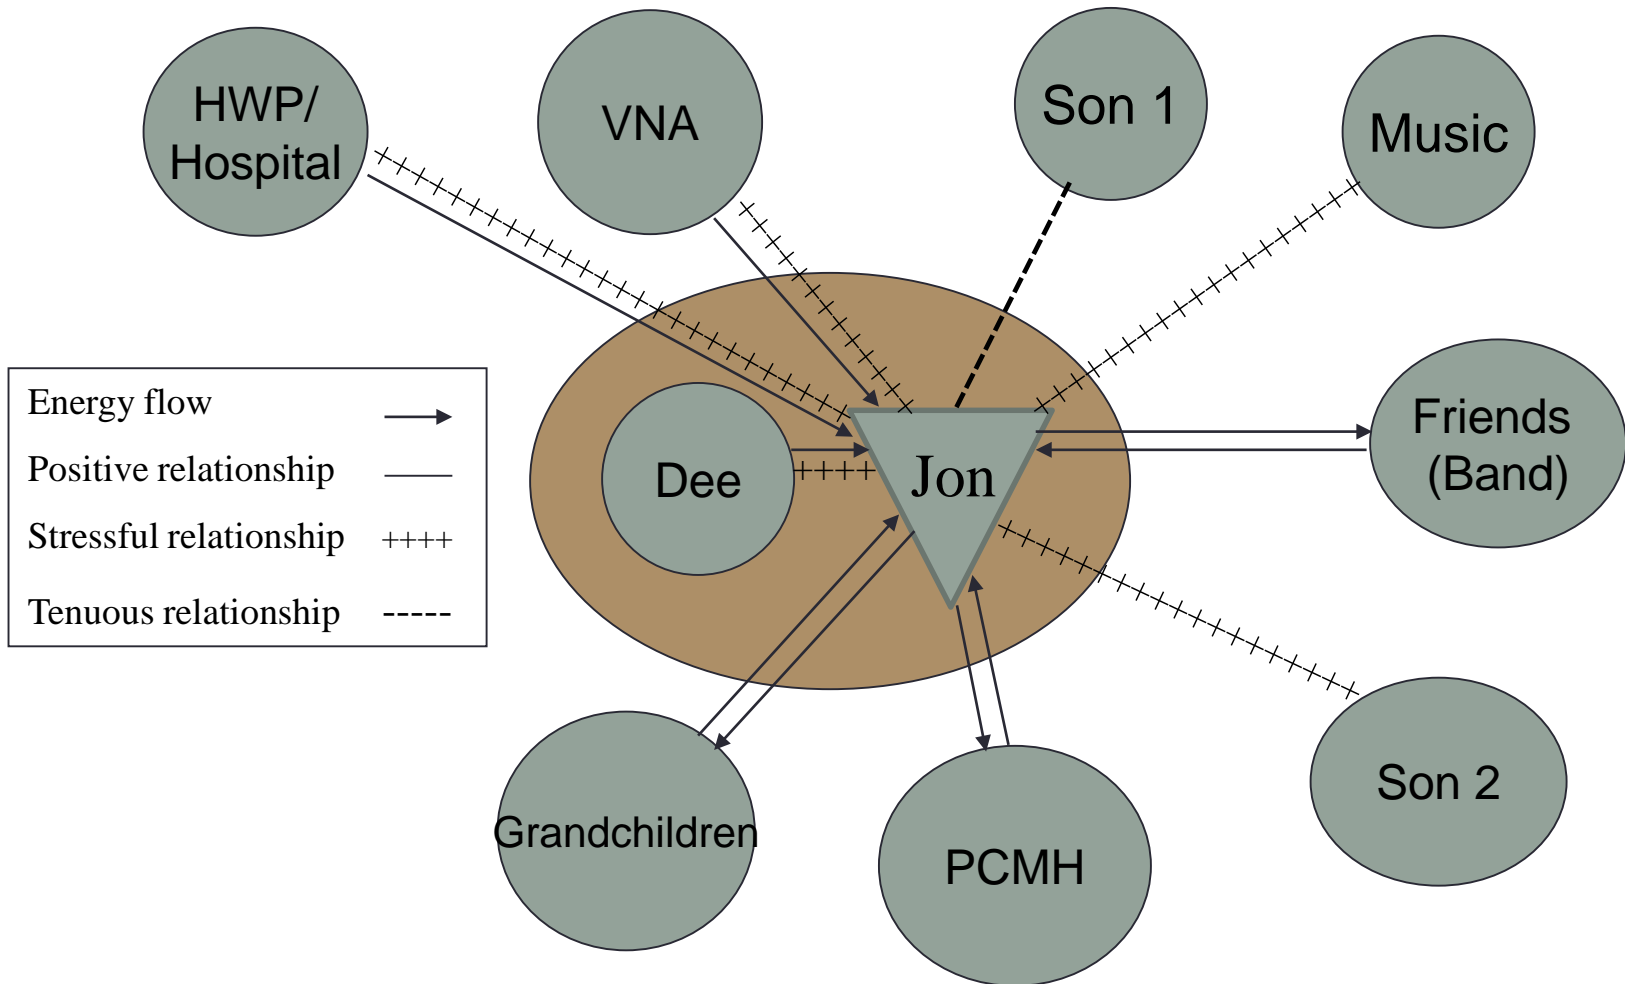 HWP/
Hospital
VNA
Son 1
Music
Energy flow
Positive relationship
Stressful relationship ++++
Tenuous relationship -----
Dee
Jon
Friends
(Band)
Grandchildren
PCMH
Son 2